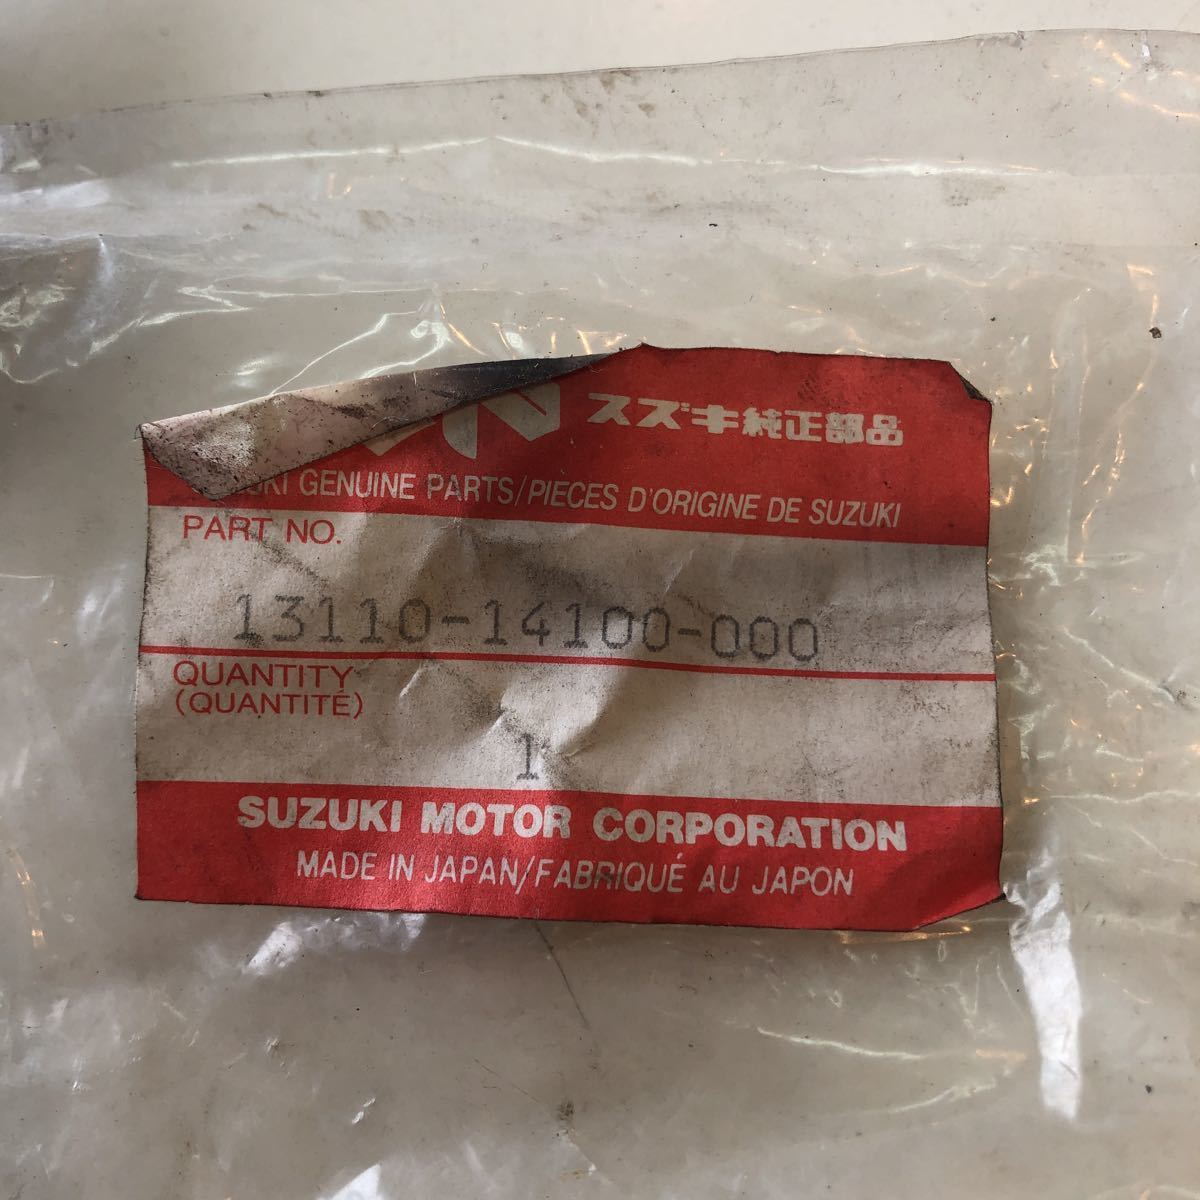 スズキ純正部品
GENUINE PARTS/PIECES D'ORIGINE DE SUZUKI
PART NO.
13110-14100-000
QUANTITY
(QUANTITÉ)
1
SUZUKI MOTOR CORPORATION
MADE IN JAPAN/FABRIQUÉ AU JAPON